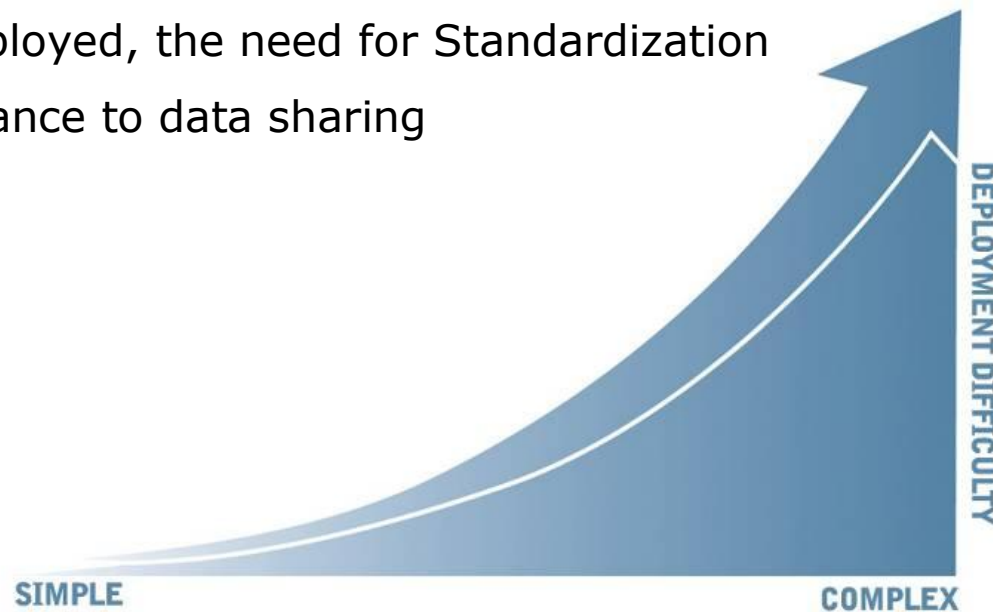 ployed, the need for Standardization
ance to data sharing
DEPLOYMENT DIFFICULTY
SIMPLE
COMPLEX